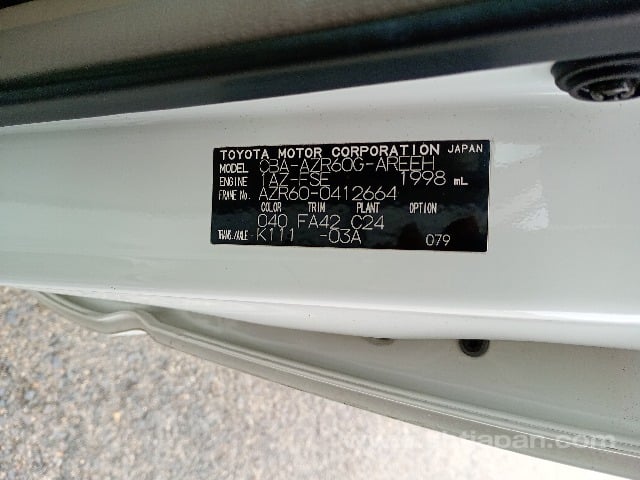 TOYOTA MOTOR CORPORATION JAPAN
MODEL CBA-AZR60G-AREEH
ENGINE 1AZ-FSE 1998 mL
FRAME No. AZR60-0412664
COLOR TRIM PLANT OPTION
040 FA42 C24
TRANS./AXLE - K111 -03A 079